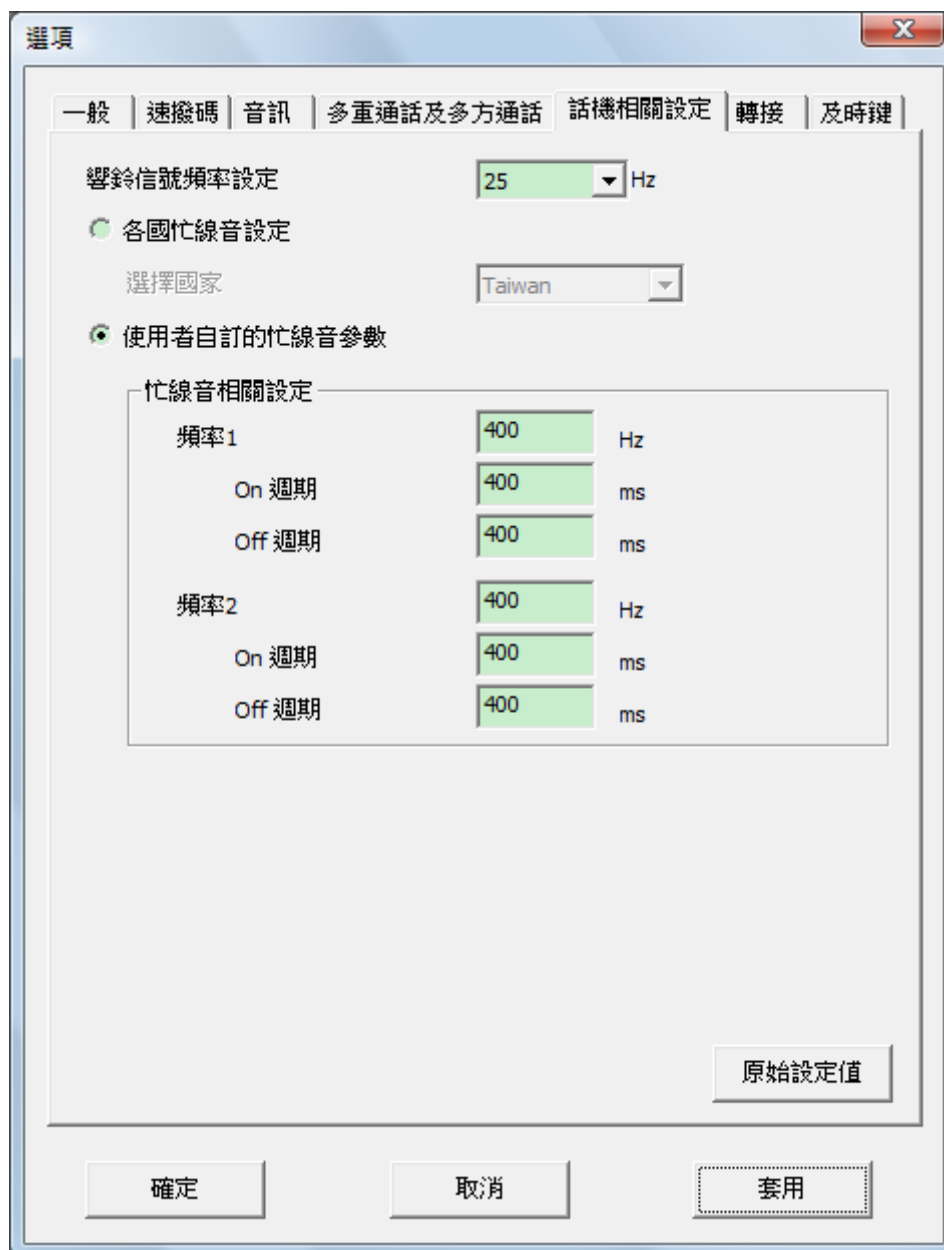 選項
一般 速撥碼 音訊 多重通話及多方通話 話機相關設定 轉接 及時鍵
響鈴信號頻率設定 25 Hz
各國忙線音設定
選擇國家 Taiwan
使用者自訂的忙線音參數
忙線音相關設定
頻率1 400 Hz
On 週期 400 ms
Off 週期 400 ms
頻率2 400 Hz
On 週期 400 ms
Off 週期 400 ms
原始設定值
確定 取消 套用